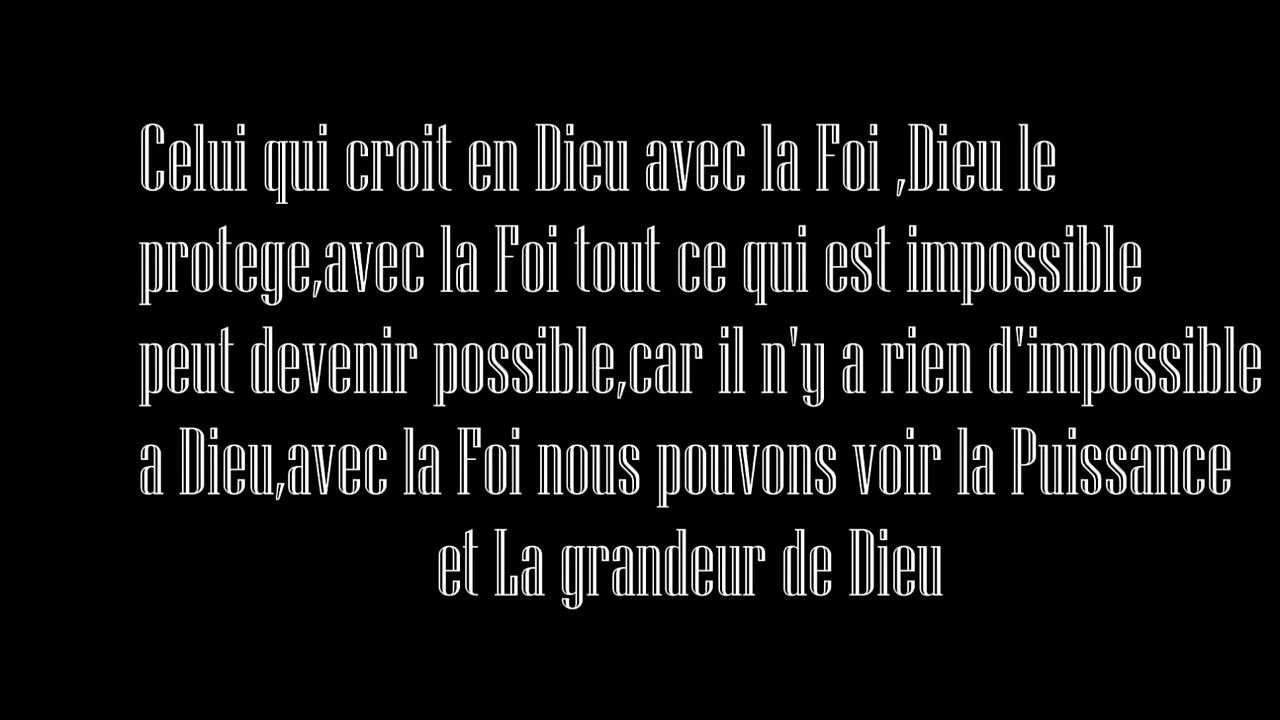 Celui qui croit en Dieu avec la Foi ,Dieu le
protege,avec la Foi tout ce qui est impossible
peut devenir possible,car il n'y a rien d'impossible
a Dieu,avec la Foi nous pouvons voir la Puissance
et La grandeur de Dieu